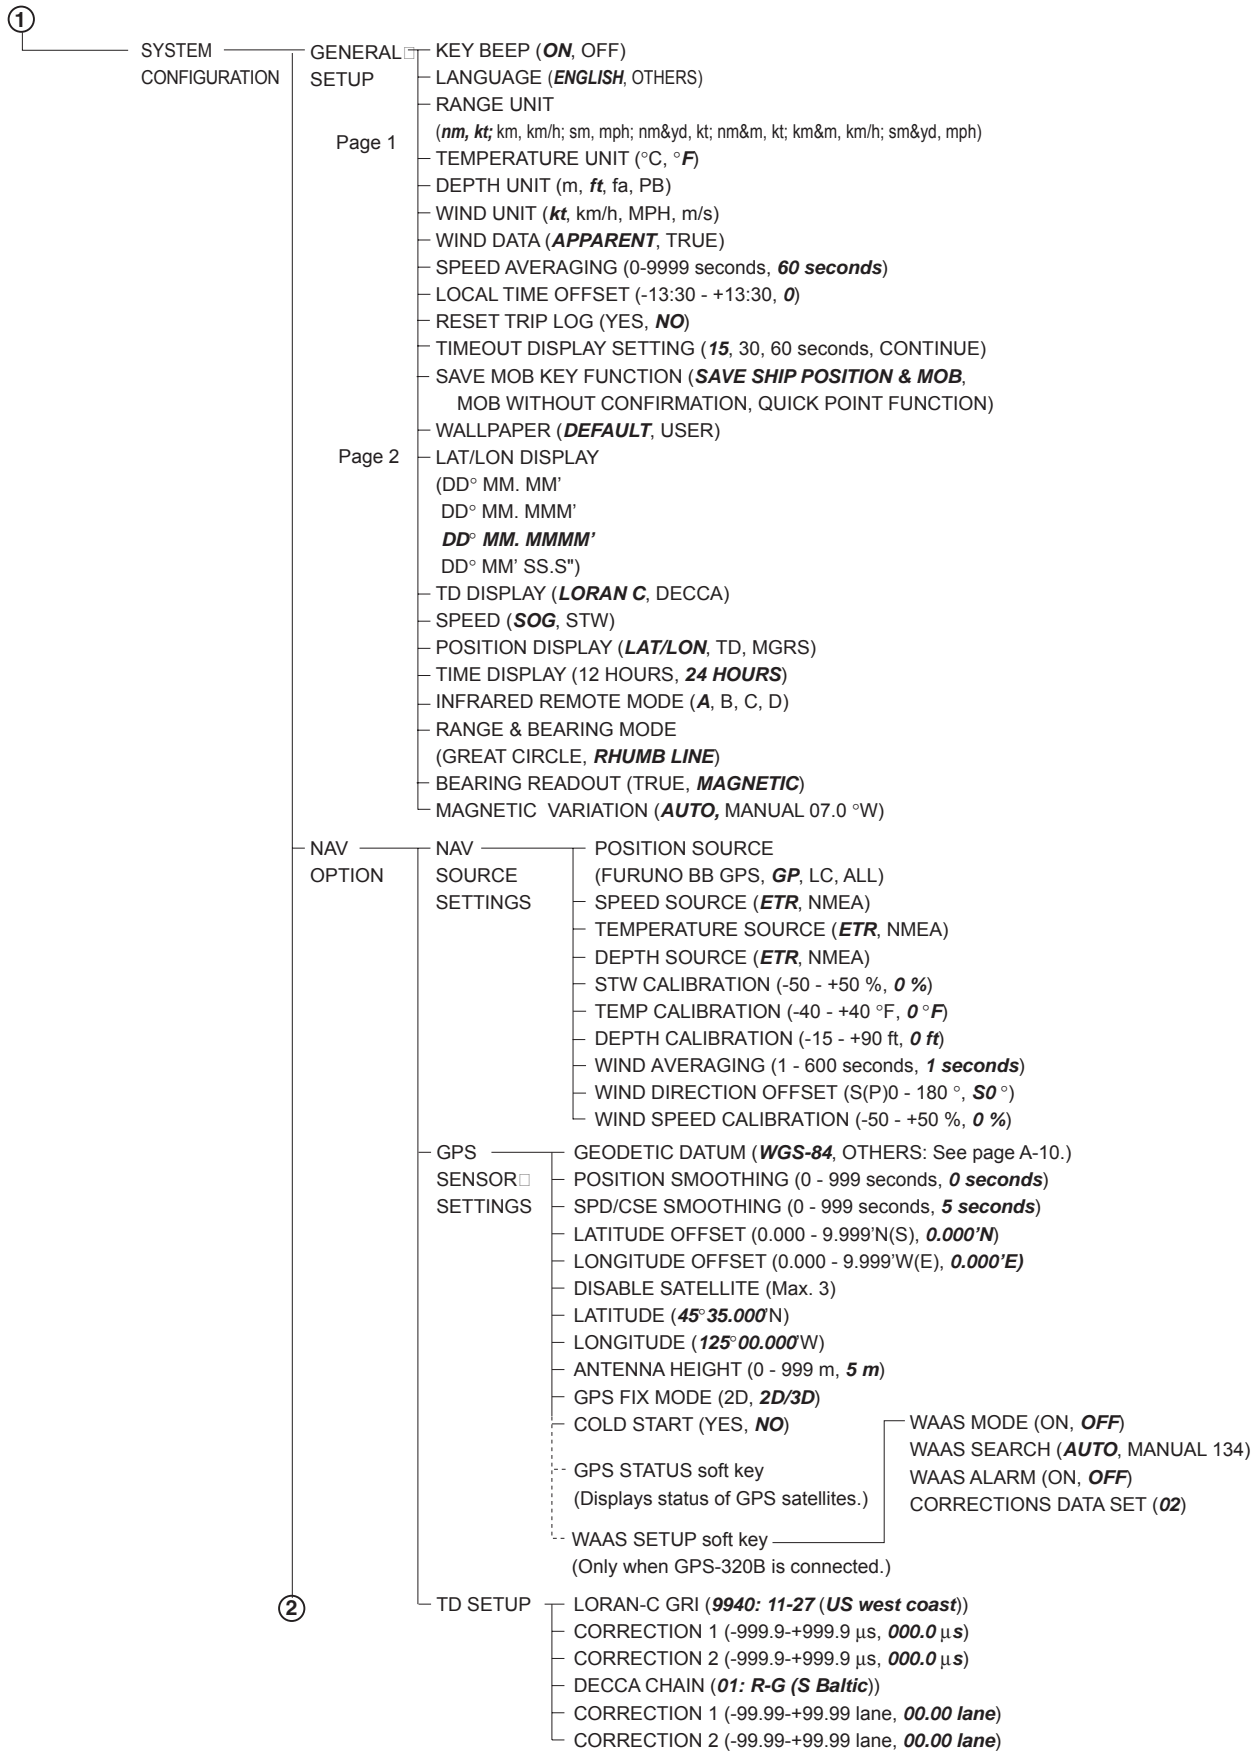 1
SYSTEM CONFIGURATION
GENERAL SETUP
Page 1
KEY BEEP (ON, OFF)
LANGUAGE (ENGLISH, OTHERS)
RANGE UNIT
(nm, kt; km, km/h; sm, mph; nm&yd, kt; nm&m, kt; km&m, km/h; sm&yd, mph)
TEMPERATURE UNIT (°C, °F)
DEPTH UNIT (m, ft, fa, PB)
WIND UNIT (kt, km/h, MPH, m/s)
WIND DATA (APPARENT, TRUE)
SPEED AVERAGING (0-9999 seconds, 60 seconds)
LOCAL TIME OFFSET (-13:30 - +13:30, 0)
RESET TRIP LOG (YES, NO)
TIMEOUT DISPLAY SETTING (15, 30, 60 seconds, CONTINUE)
SAVE MOB KEY FUNCTION (SAVE SHIP POSITION & MOB,
MOB WITHOUT CONFIRMATION, QUICK POINT FUNCTION)
WALLPAPER (DEFAULT, USER)
Page 2
LAT/LON DISPLAY
(DD° MM. MM'
DD° MM. MMM'
DD° MM. MMMM'
DD° MM' SS.S")
TD DISPLAY (LORAN C, DECCA)
SPEED (SOG, STW)
POSITION DISPLAY (LAT/LON, TD, MGRS)
TIME DISPLAY (12 HOURS, 24 HOURS)
INFRARED REMOTE MODE (A, B, C, D)
RANGE & BEARING MODE
(GREAT CIRCLE, RHUMB LINE)
BEARING READOUT (TRUE, MAGNETIC)
MAGNETIC VARIATION (AUTO, MANUAL 07.0 °W)
NAV OPTION
NAV SOURCE SETTINGS
POSITION SOURCE
(FURUNO BB GPS, GP, LC, ALL)
SPEED SOURCE (ETR, NMEA)
TEMPERATURE SOURCE (ETR, NMEA)
DEPTH SOURCE (ETR, NMEA)
STW CALIBRATION (-50 - +50 %, 0 %)
TEMP CALIBRATION (-40 - +40 °F, 0 °F)
DEPTH CALIBRATION (-15 - +90 ft, 0 ft)
WIND AVERAGING (1 - 600 seconds, 1 seconds)
WIND DIRECTION OFFSET (S(P)0 - 180 °, S0 °)
WIND SPEED CALIBRATION (-50 - +50 %, 0 %)
GPS SENSOR SETTINGS
GEODETIC DATUM (WGS-84, OTHERS: See page A-10.)
POSITION SMOOTHING (0 - 999 seconds, 0 seconds)
SPD/CSE SMOOTHING (0 - 999 seconds, 5 seconds)
LATITUDE OFFSET (0.000 - 9.999'N(S), 0.000'N)
LONGITUDE OFFSET (0.000 - 9.999'W(E), 0.000'E)
DISABLE SATELLITE (Max. 3)
LATITUDE (45°35.000'N)
LONGITUDE (125°00.000'W)
ANTENNA HEIGHT (0 - 999 m, 5 m)
GPS FIX MODE (2D, 2D/3D)
COLD START (YES, NO)
GPS STATUS soft key
(Displays status of GPS satellites.)
WAAS SETUP soft key
(Only when GPS-320B is connected.)
WAAS MODE (ON, OFF)
WAAS SEARCH (AUTO, MANUAL 134)
WAAS ALARM (ON, OFF)
CORRECTIONS DATA SET (02)
TD SETUP
LORAN-C GRI (9940: 11-27 (US west coast))
CORRECTION 1 (-999.9-+999.9 µs, 000.0 µs)
CORRECTION 2 (-999.9-+999.9 µs, 000.0 µs)
DECCA CHAIN (01: R-G (S Baltic))
CORRECTION 1 (-99.99-+99.99 lane, 00.00 lane)
CORRECTION 2 (-99.99-+99.99 lane, 00.00 lane)
2